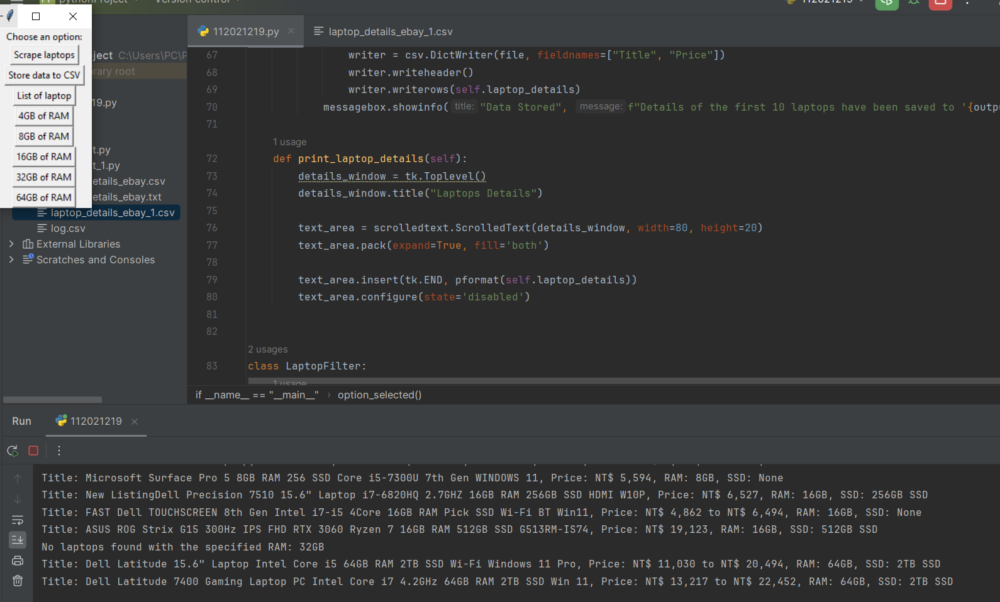 pythonProject
Version control
112021219
Choose an option:
Scrape laptops
Store data to CSV
List of laptop
4GB of RAM
8GB of RAM
16GB of RAM
32GB of RAM
64GB of RAM
ject C:\Users\PC\P
rary root
19.py
t.py
t_1.py
etails_ebay.csv
etails_ebay.txt
laptop_details_ebay_1.csv
log.csv
External Libraries
Scratches and Consoles
112021219.py
laptop_details_ebay_1.csv
67 writer = csv.DictWriter(file, fieldnames=["Title", "Price"])
68 writer.writeheader()
69 writer.writerows(self.laptop_details)
70 messagebox.showinfo( title: "Data Stored", message: f"Details of the first 10 laptops have been saved to '{outp
71
1 usage
72 def print_laptop_details(self):
73 details_window = tk.Toplevel()
74 details_window.title("Laptops Details")
75
76 text_area = scrolledtext.ScrolledText(details_window, width=80, height=20)
77 text_area.pack(expand=True, fill='both')
78
79 text_area.insert(tk.END, pformat(self.laptop_details))
80 text_area.configure(state='disabled')
81
82
2 usages
83 class LaptopFilter:
1 usage
if __name__ == "__main__" › option_selected()
Run 112021219
Title: Microsoft Surface Pro 5 8GB RAM 256 SSD Core i5-7300U 7th Gen WINDOWS 11, Price: NT$ 5,594, RAM: 8GB, SSD: None
Title: New ListingDell Precision 7510 15.6" Laptop i7-6820HQ 2.7GHZ 16GB RAM 256GB SSD HDMI W10P, Price: NT$ 6,527, RAM: 16GB, SSD: 256GB SSD
Title: FAST Dell TOUCHSCREEN 8th Gen Intel i7-i5 4Core 16GB RAM Pick SSD Wi-Fi BT Win11, Price: NT$ 4,862 to NT$ 6,494, RAM: 16GB, SSD: None
Title: ASUS ROG Strix G15 300Hz IPS FHD RTX 3060 Ryzen 7 16GB RAM 512GB SSD G513RM-IS74, Price: NT$ 19,123, RAM: 16GB, SSD: 512GB SSD
No laptops found with the specified RAM: 32GB
Title: Dell Latitude 15.6" Laptop Intel Core i5 64GB RAM 2TB SSD Wi-Fi Windows 11 Pro, Price: NT$ 11,030 to NT$ 20,494, RAM: 64GB, SSD: 2TB SSD
Title: Dell Latitude 7400 Gaming Laptop PC Intel Core i7 4.2GHz 64GB RAM 2TB SSD Win 11, Price: NT$ 13,217 to NT$ 22,452, RAM: 64GB, SSD: 2TB SSD